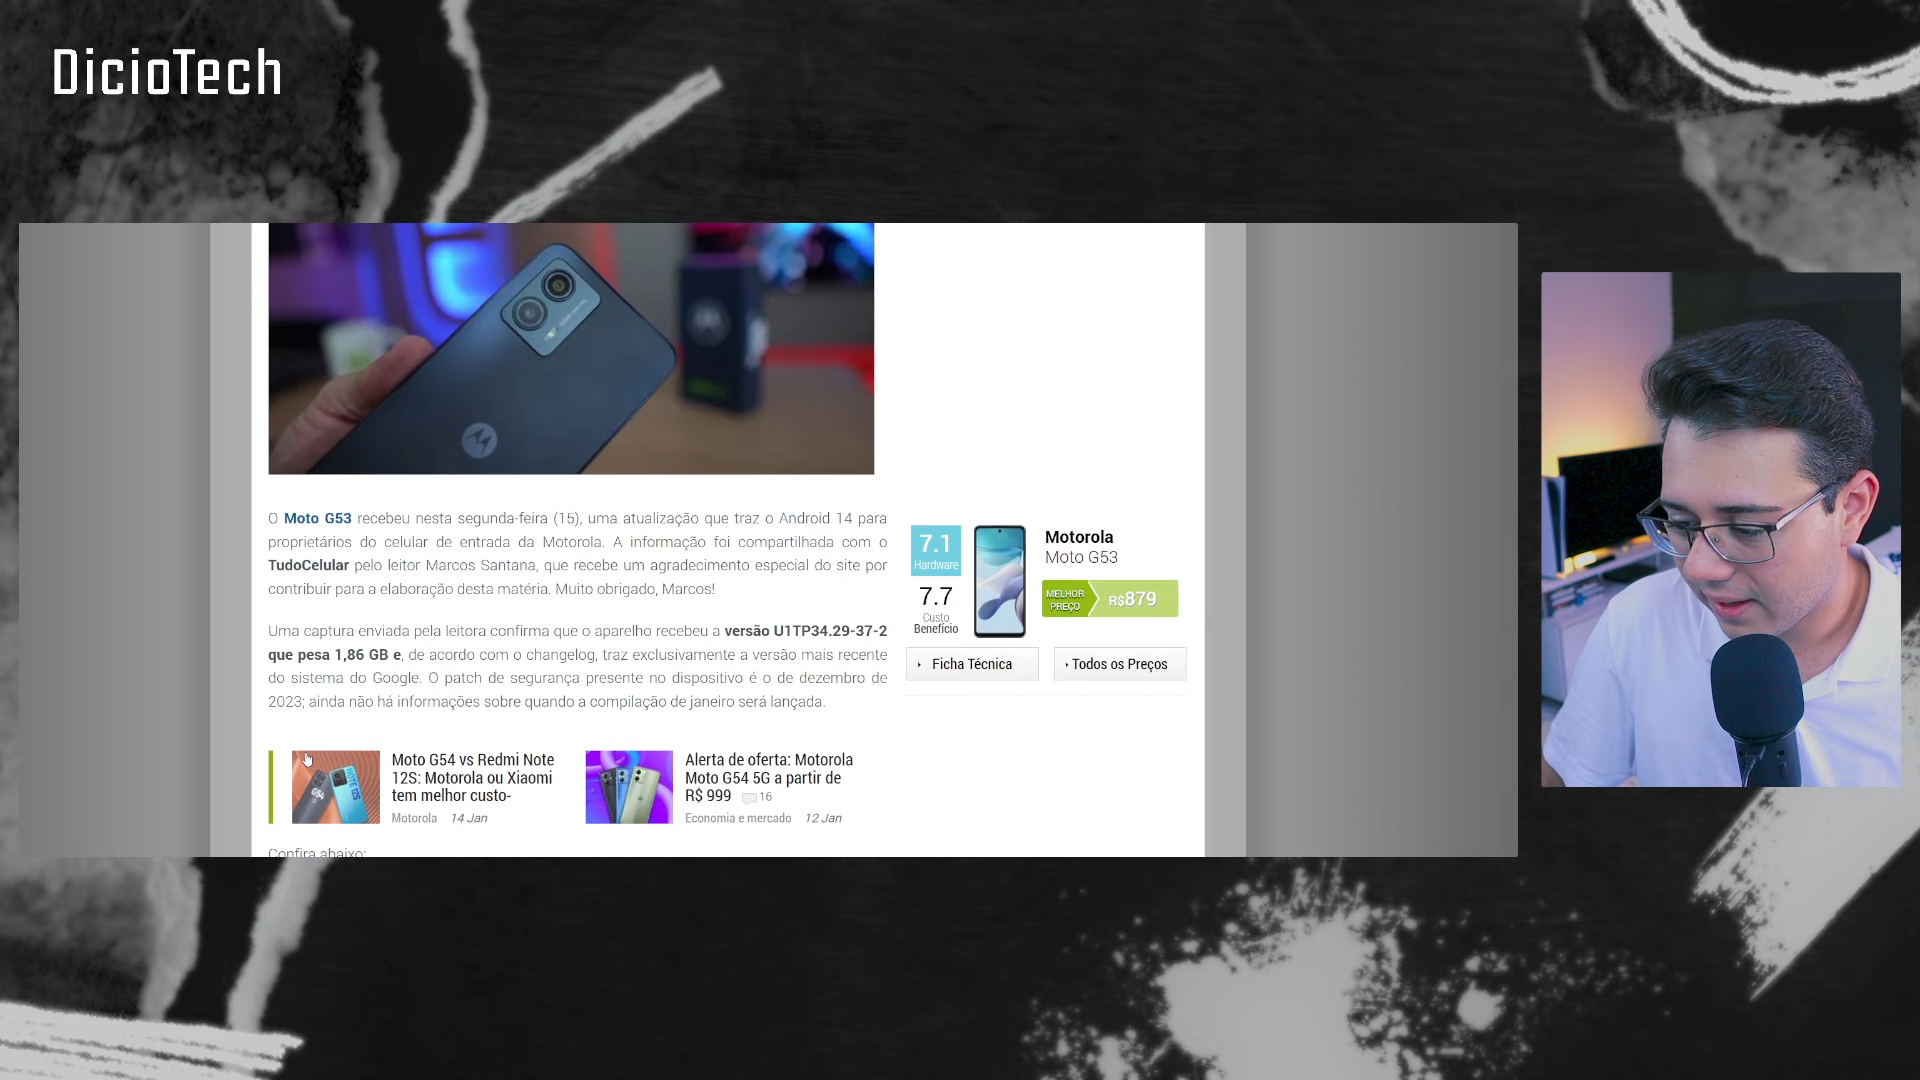 DicioTech
O Moto G53 recebeu nesta segunda-feira (15), uma atualização que traz o Android 14 para
proprietários do celular de entrada da Motorola. A informação foi compartilhada com o
TudoCelular pelo leitor Marcos Santana, que recebe um agradecimento especial do site por
contribuir para a elaboração desta matéria. Muito obrigado, Marcos!
Uma captura enviada pela leitora confirma que o aparelho recebeu a versão U1TP34.29-37-2
que pesa 1,86 GB e, de acordo com o changelog, traz exclusivamente a versão mais recente
do sistema do Google. O patch de segurança presente no dispositivo é o de dezembro de
2023; ainda não há informações sobre quando a compilação de janeiro será lançada.
G54
NOTE 12S
Moto G54 vs Redmi Note
12S: Motorola ou Xiaomi
tem melhor custo-
Motorola 14 Jan
Alerta de oferta: Motorola
Moto G54 5G a partir de
R$ 999 16
Economia e mercado 12 Jan
Confira abaixo:
7.1
Hardware
7.7
Custo
Benefício
Motorola
Moto G53
MELHOR
PREÇO
R$879
Ficha Técnica
Todos os Preços